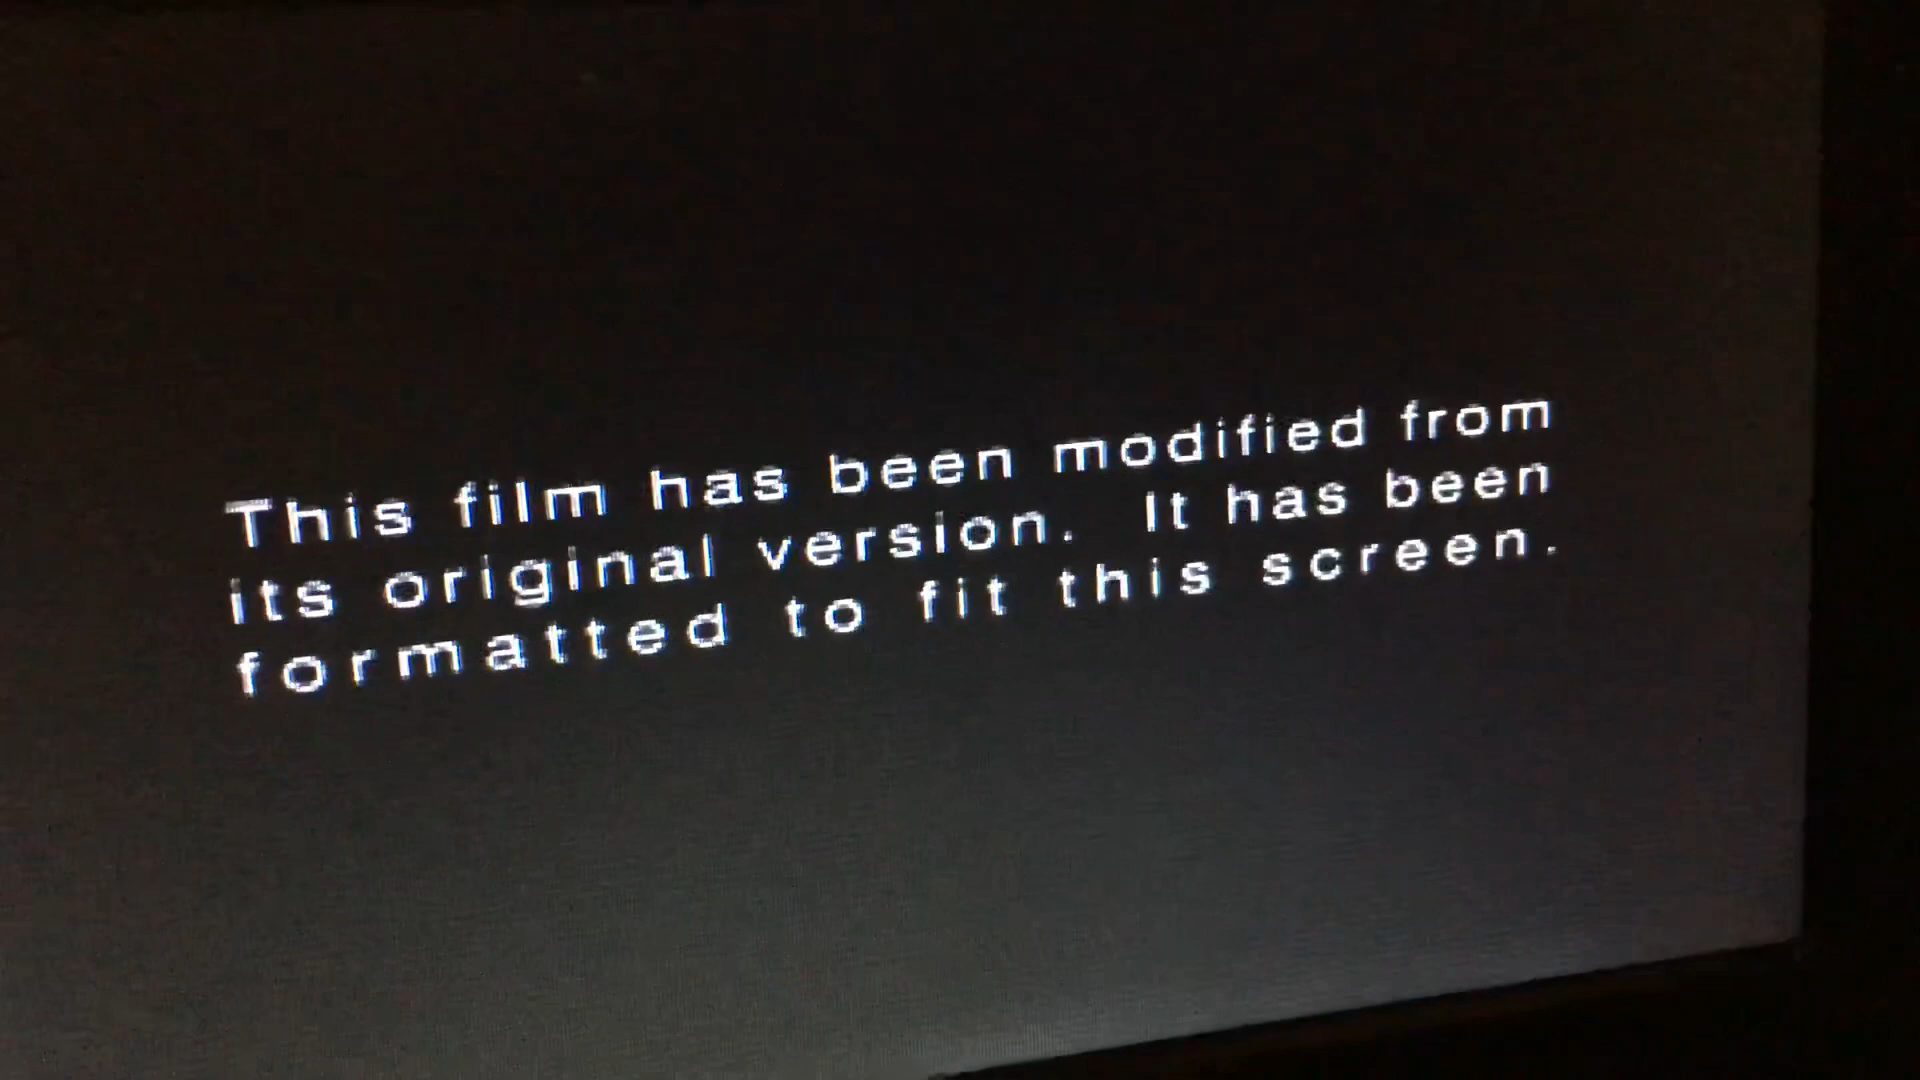 This film has been modified from
its original version.  It has been
formatted to fit this screen.